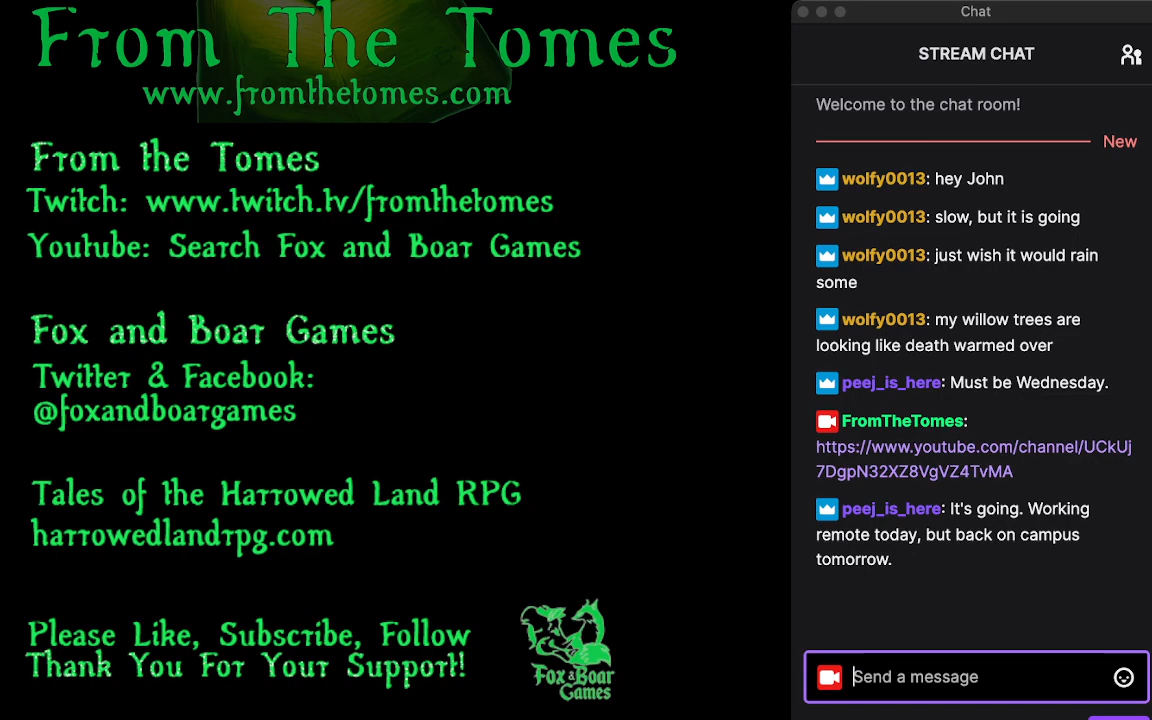 From The Tomes
www.fromthetomes.com
From the Tomes
Twitch: www.twitch.tv/fromthetomes
Youtube: Search Fox and Boar Games
Fox and Boar Games
Twitter & Facebook:
@foxandboargames
Tales of the Harrowed Land RPG
harrowedlandrpg.com
Please Like, Subscribe, Follow
Thank You For Your Support!
Fox & Boar
Games
Chat
STREAM CHAT
Welcome to the chat room!
New
wolfy0013: hey John
wolfy0013: slow, but it is going
wolfy0013: just wish it would rain
some
wolfy0013: my willow trees are
looking like death warmed over
peej_is_here: Must be Wednesday.
FromTheTomes:
https://www.youtube.com/channel/UCkUj
7DgpN32XZ8VgVZ4TvMA
peej_is_here: It's going. Working
remote today, but back on campus
tomorrow.
Send a message